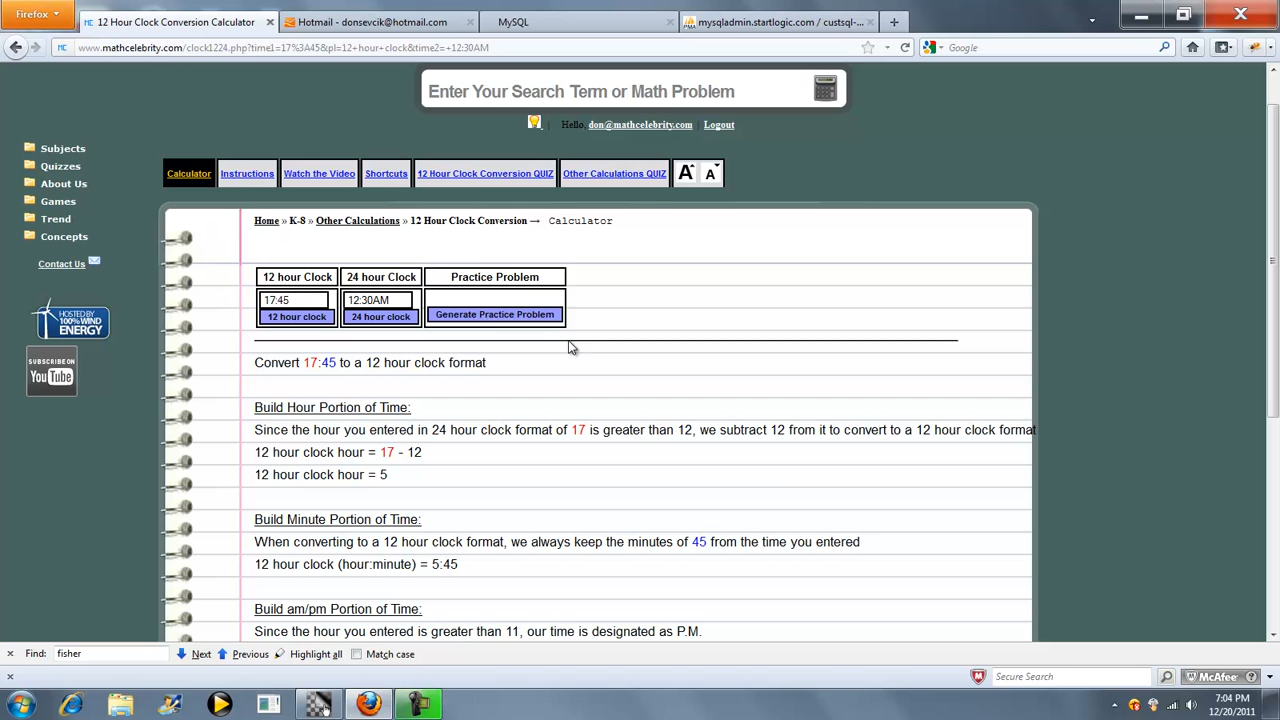 Firefox
12 Hour Clock Conversion Calculator
Hotmail - donsevcik@hotmail.com
MySQL
mysqladmin.startlogic.com / custsql-...
www.mathcelebrity.com/clock1224.php?time1=17%3A45&pl=12+hour+clock&time2=+12:30AM
Google
Enter Your Search Term or Math Problem
| Hello, don@mathcelebrity.com | Logout
Subjects
Quizzes
About Us
Games
Trend
Concepts
Contact Us
HOSTED BY
100% WIND
ENERGY
SUBSCRIBE ON
YouTube
Calculator
Instructions
Watch the Video
Shortcuts
12 Hour Clock Conversion QUIZ
Other Calculations QUIZ
A A
Home » K-8 » Other Calculations » 12 Hour Clock Conversion→ Calculator
12 hour Clock 24 hour Clock Practice Problem
17:45 12:30AM
12 hour clock 24 hour clock Generate Practice Problem
Convert 17:45 to a 12 hour clock format
Build Hour Portion of Time:
Since the hour you entered in 24 hour clock format of 17 is greater than 12, we subtract 12 from it to convert to a 12 hour clock format
12 hour clock hour = 17 - 12
12 hour clock hour = 5
Build Minute Portion of Time:
When converting to a 12 hour clock format, we always keep the minutes of 45 from the time you entered
12 hour clock (hour:minute) = 5:45
Build am/pm Portion of Time:
Since the hour you entered is greater than 11, our time is designated as P.M.
Find: fisher Next Previous Highlight all Match case
Secure Search McAfee
7:04 PM
12/20/2011